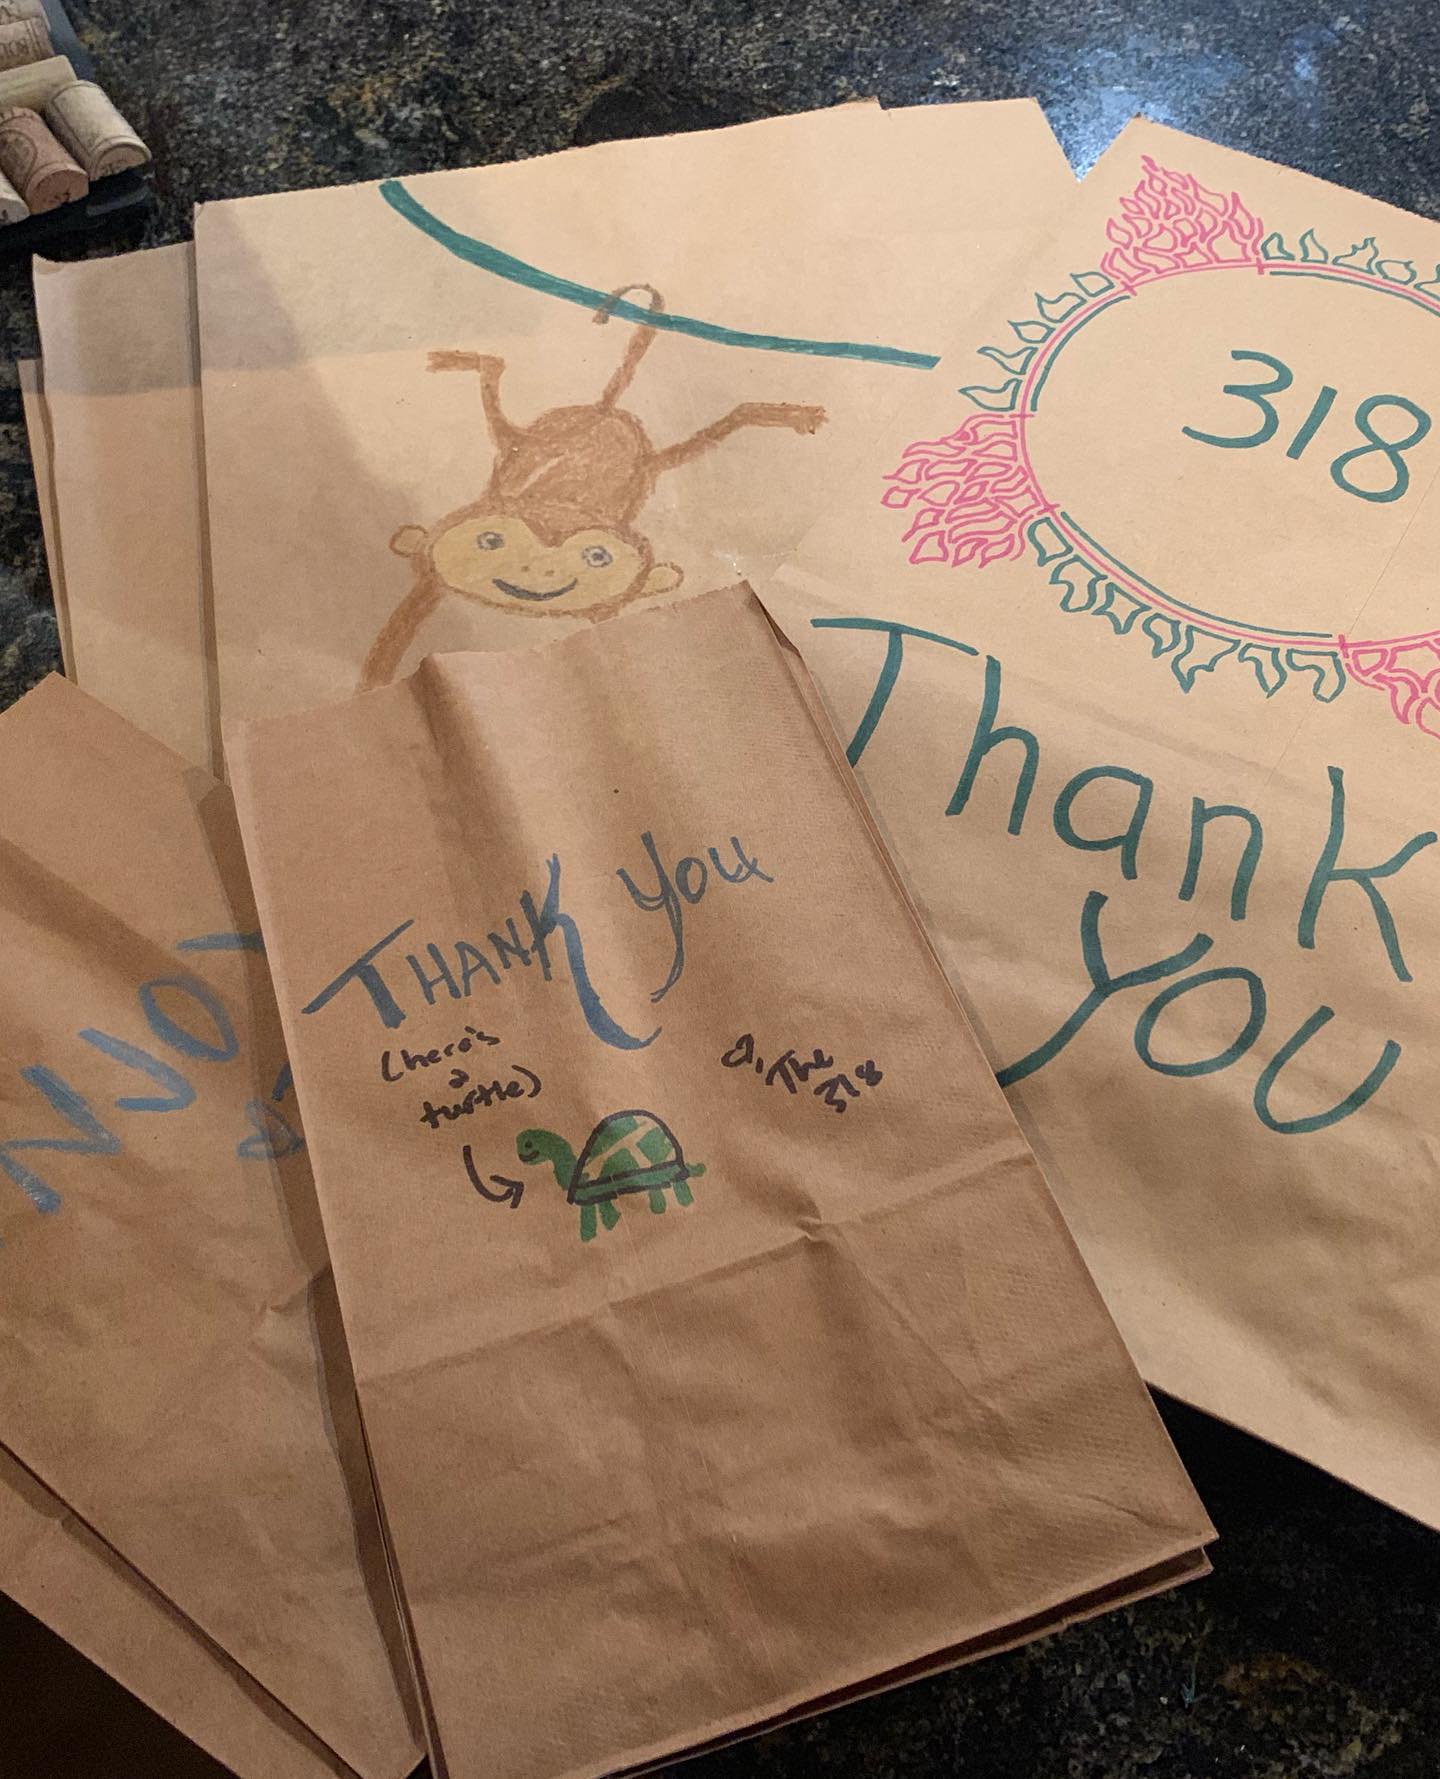 318
Thank
YOU
THANK YOU
(here's
a
turtle)
The
318